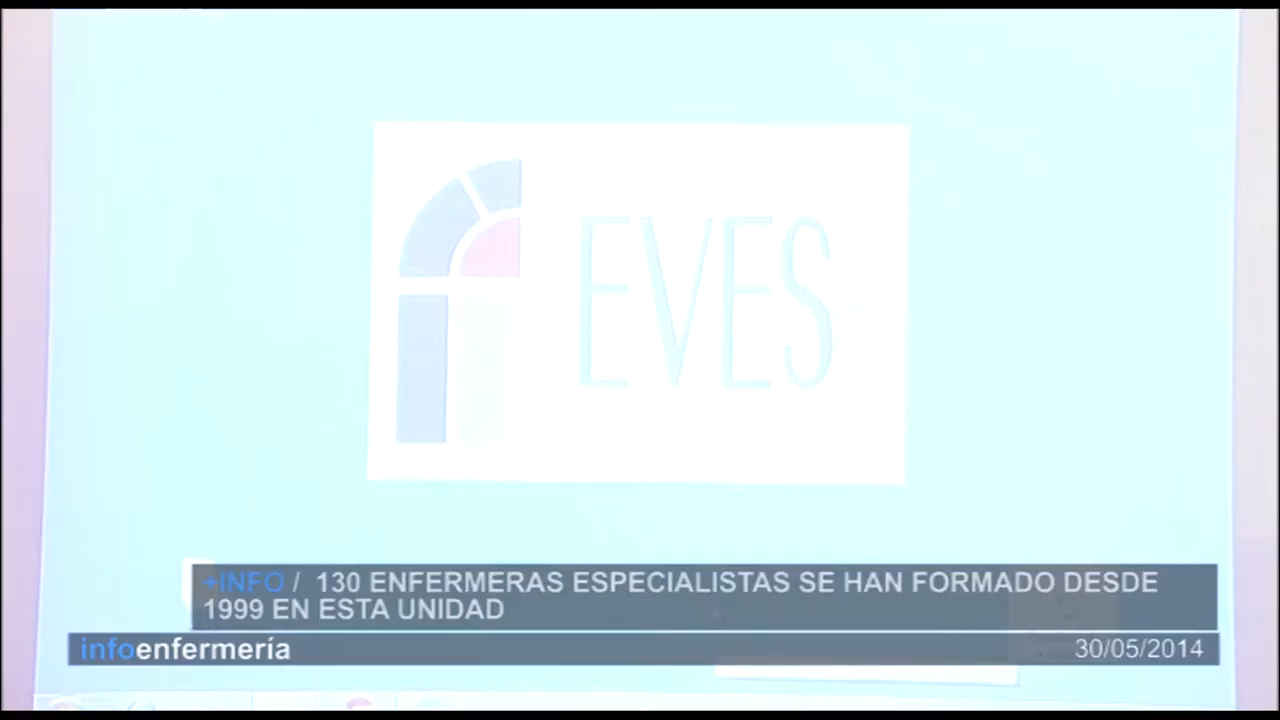 EVES
+INFO / 130 ENFERMERAS ESPECIALISTAS SE HAN FORMADO DESDE
1999 EN ESTA UNIDAD
infoenfermería 30/05/2014